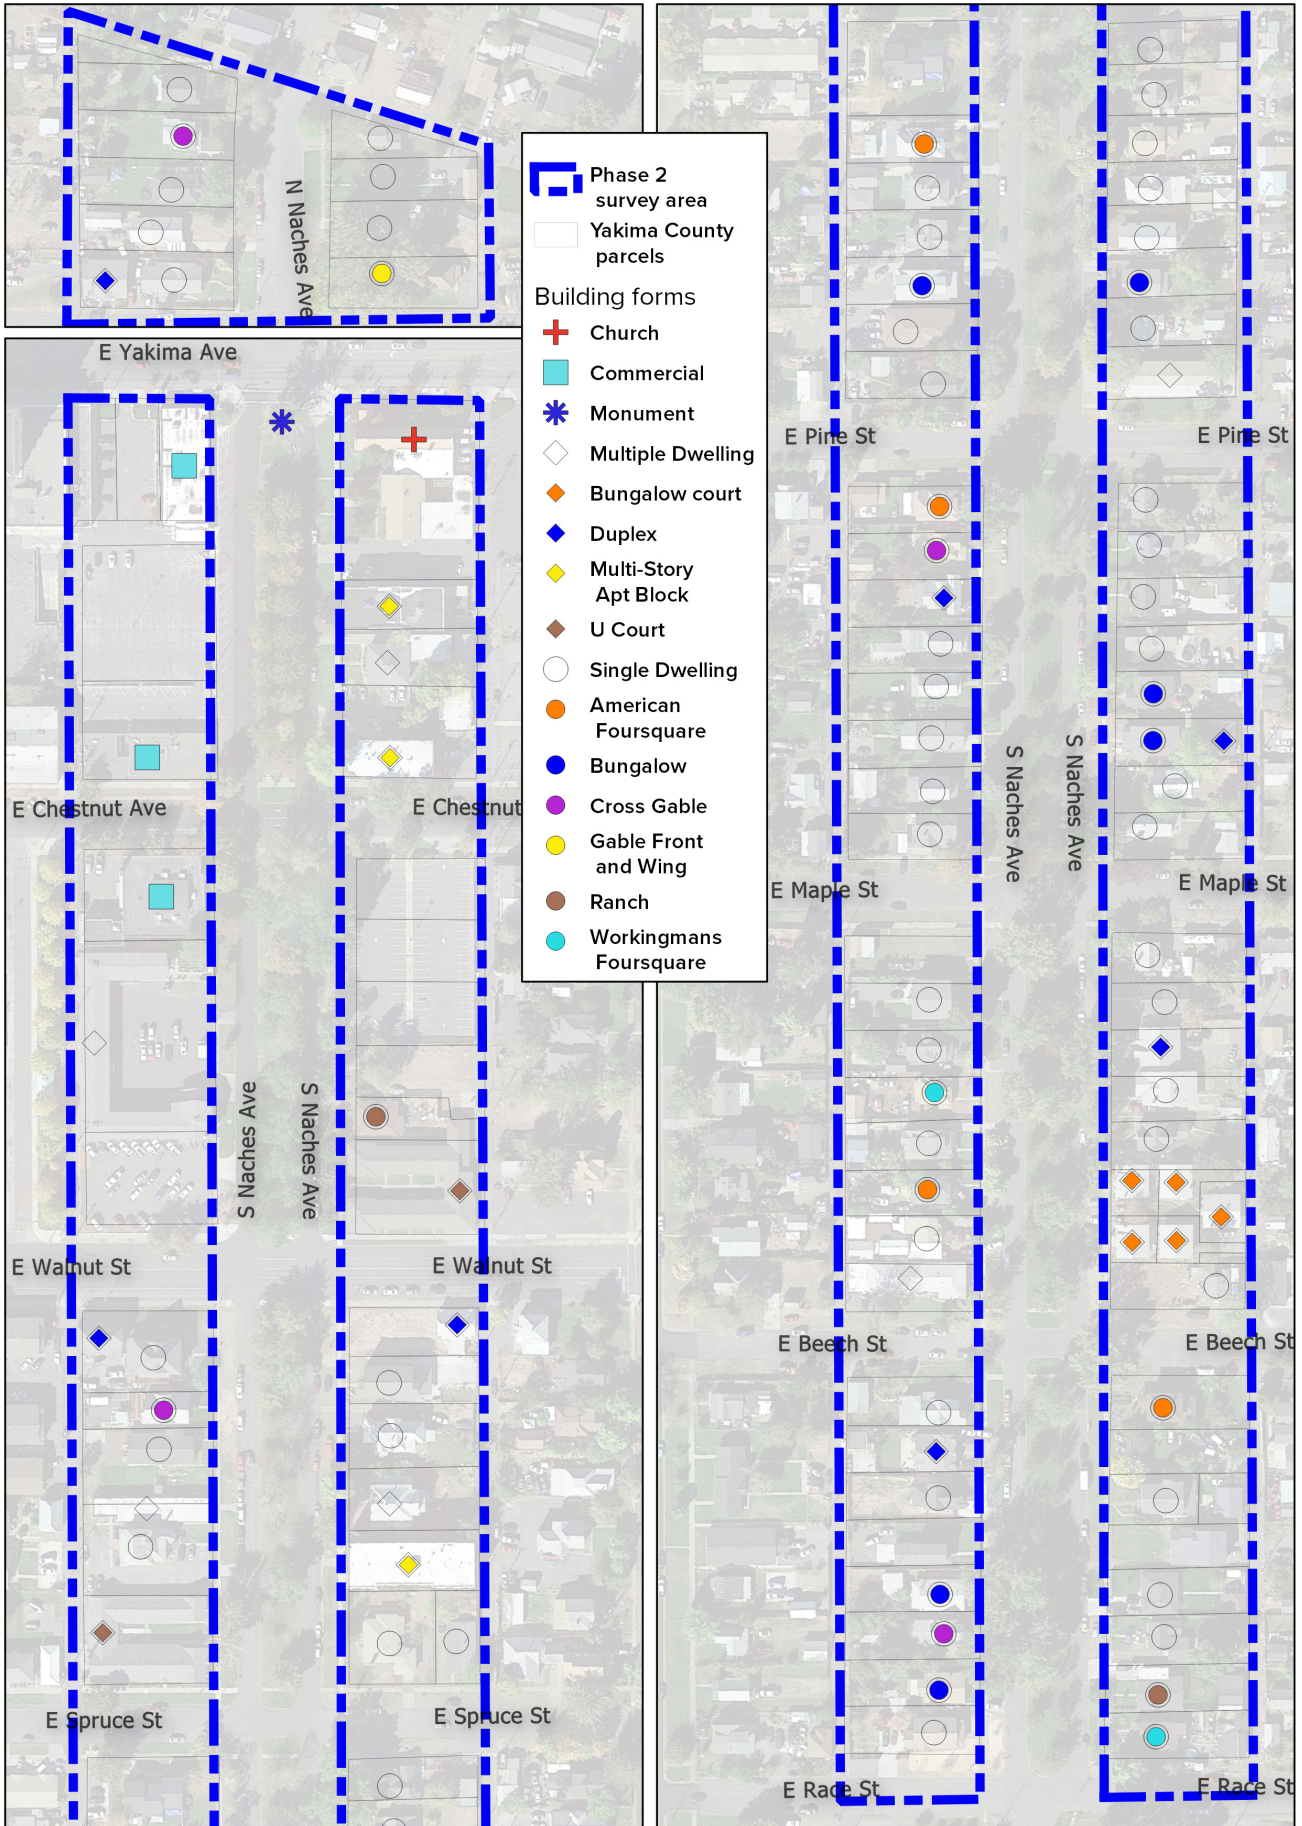 N Naches Ave
E Yakima Ave
E Chestnut Ave
E Chestnut
S Naches Ave
S Naches Ave
E Walnut St
E Walnut St
E Spruce St
E Spruce St
Phase 2
survey area
Yakima County
parcels
Building forms
Church
Commercial
Monument
Multiple Dwelling
Bungalow court
Duplex
Multi-Story
Apt Block
U Court
Single Dwelling
American
Foursquare
Bungalow
Cross Gable
Gable Front
and Wing
Ranch
Workingmans
Foursquare
E Pine St
E Pine St
S Naches Ave
S Naches Ave
E Maple St
E Maple St
E Beech St
E Beech St
E Race St
E Race St